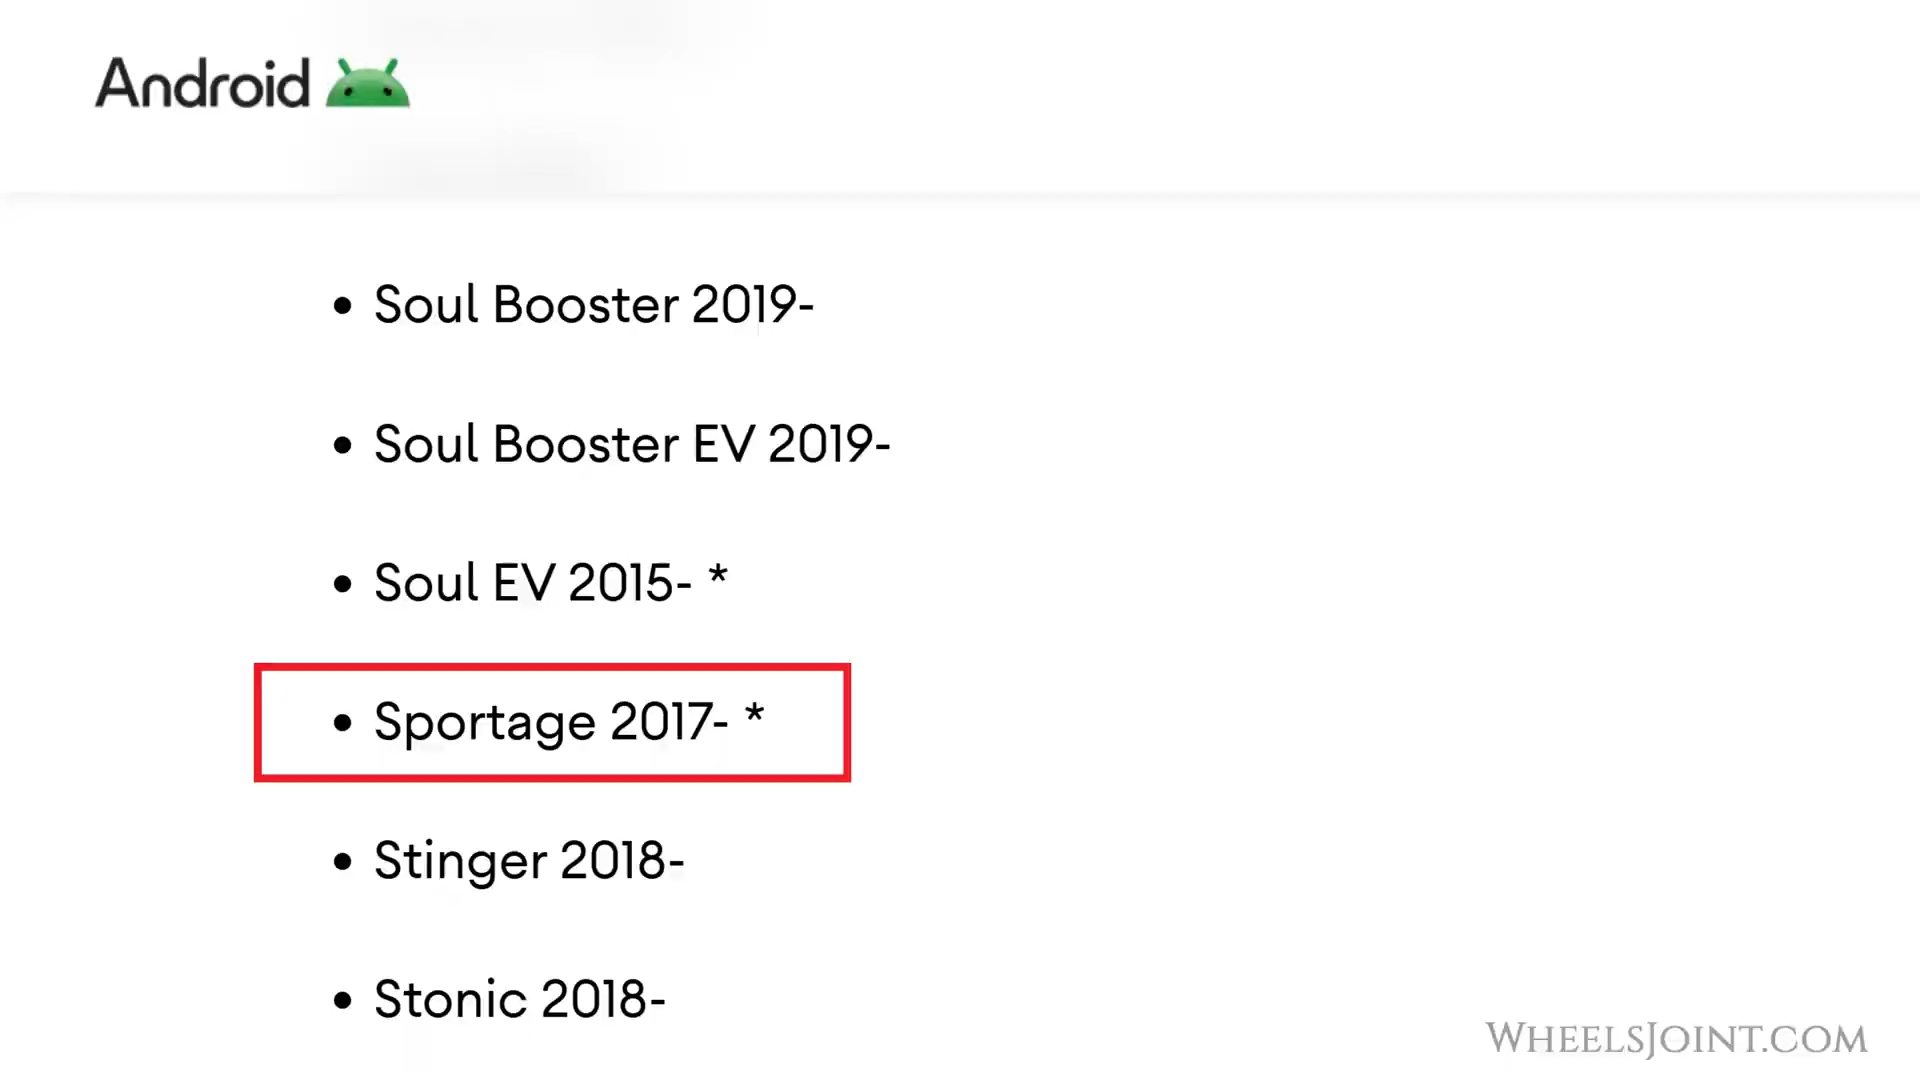 Android
• Soul Booster 2019-
• Soul Booster EV 2019-
• Soul EV 2015- *
• Sportage 2017- *
• Stinger 2018-
• Stonic 2018-
WHEELSJOINT.COM